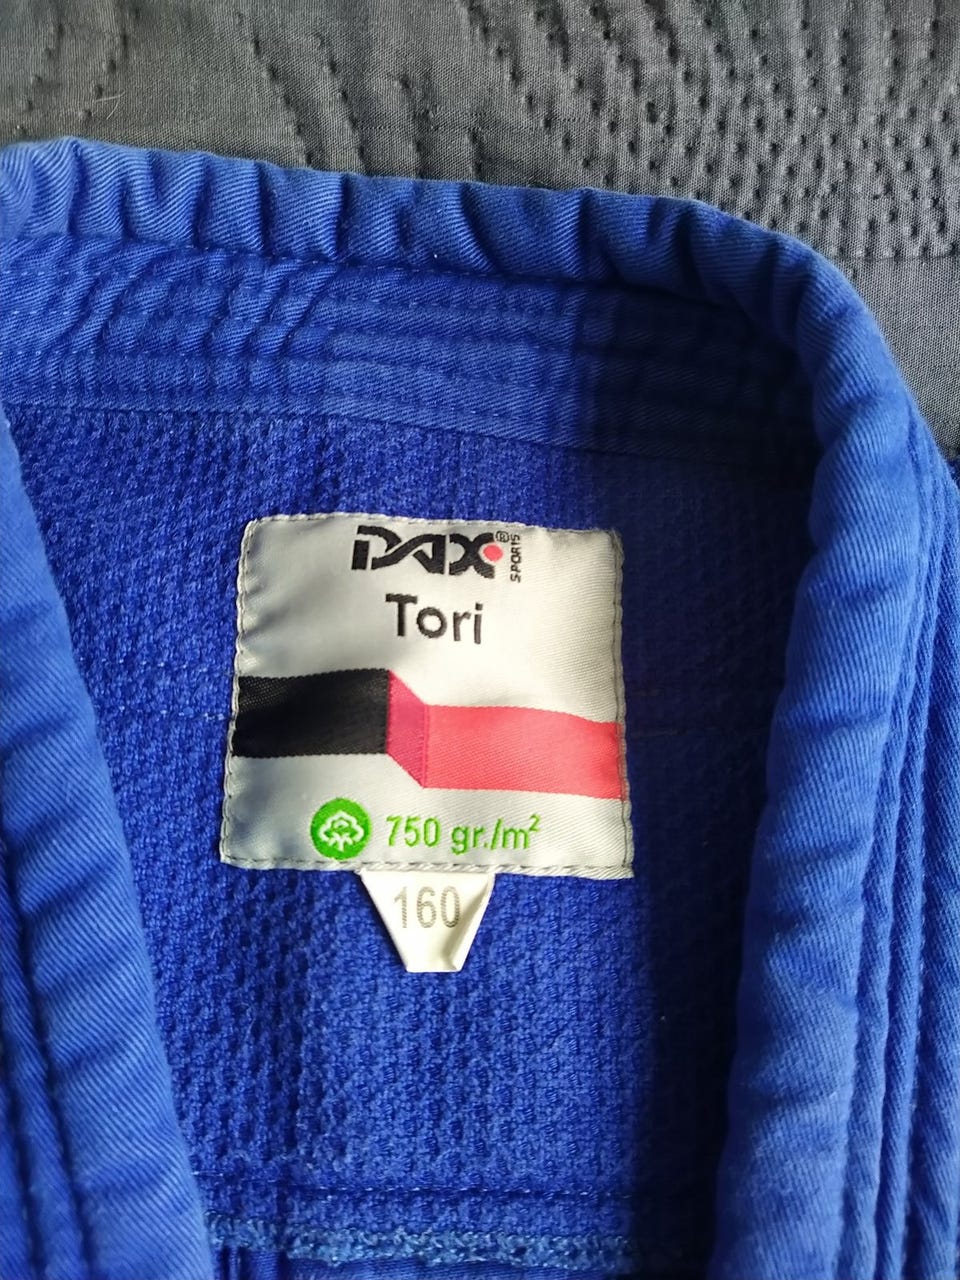 DAX® SPORTS
Tori
750 gr./m²
160